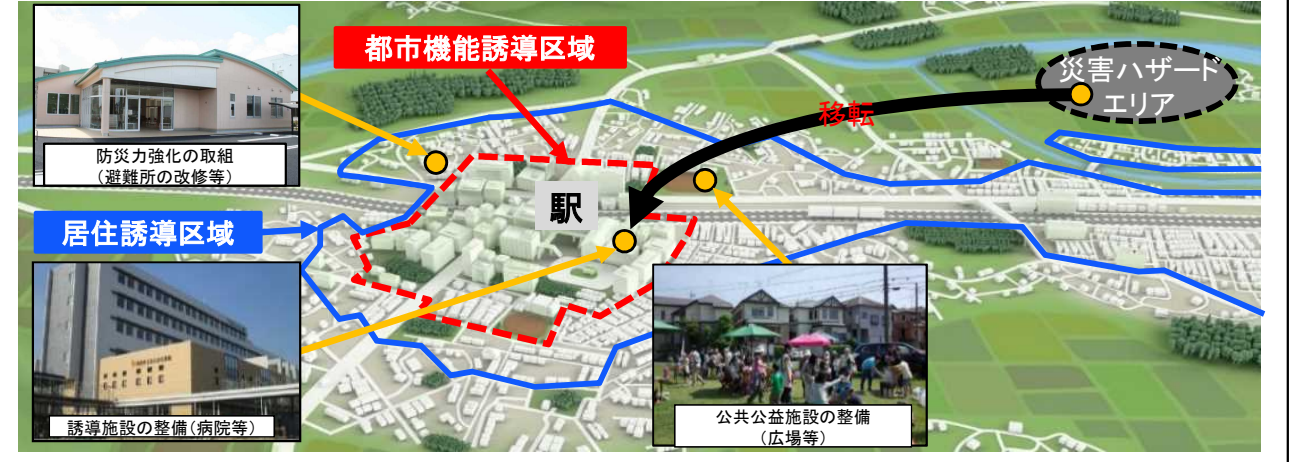 都市機能誘導区域
災害ハザード
エリア
移転
防災力強化の取組
（避難所の改修等）
駅
居住誘導区域
誘導施設の整備（病院等）
公共公益施設の整備
（広場等）